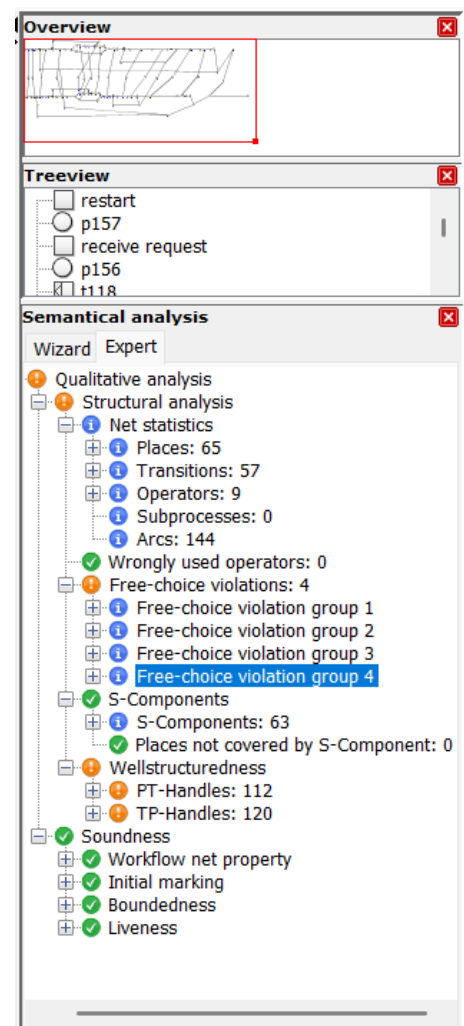 Overview
Treeview
restart
p157
receive request
p156
t118
Semantical analysis
Wizard Expert
Qualitative analysis
Structural analysis
Net statistics
Places: 65
Transitions: 57
Operators: 9
Subprocesses: 0
Arcs: 144
Wrongly used operators: 0
Free-choice violations: 4
Free-choice violation group 1
Free-choice violation group 2
Free-choice violation group 3
Free-choice violation group 4
S-Components
S-Components: 63
Places not covered by S-Component: 0
Wellstructuredness
PT-Handles: 112
TP-Handles: 120
Soundness
Workflow net property
Initial marking
Boundedness
Liveness